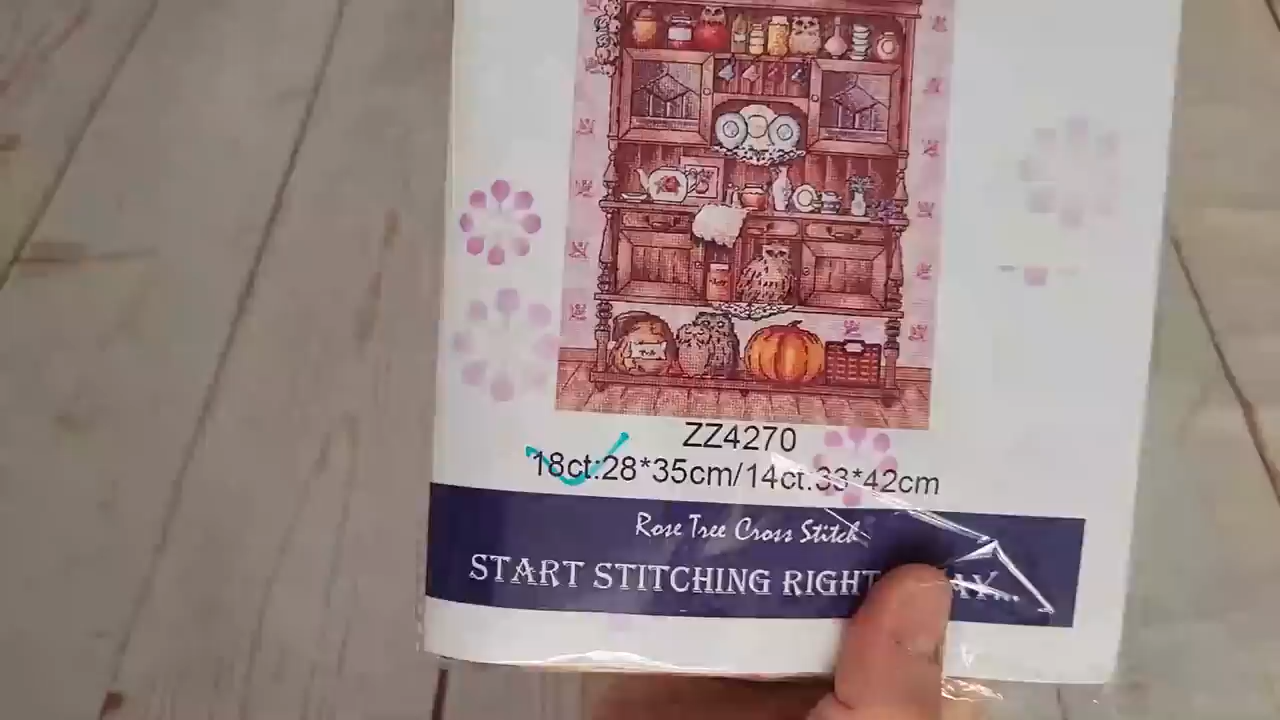 ZZ4270
18ct:28*35cm/14ct:33*42cm
Rose Tree Cross Stitch
START STITCHING RIGHT